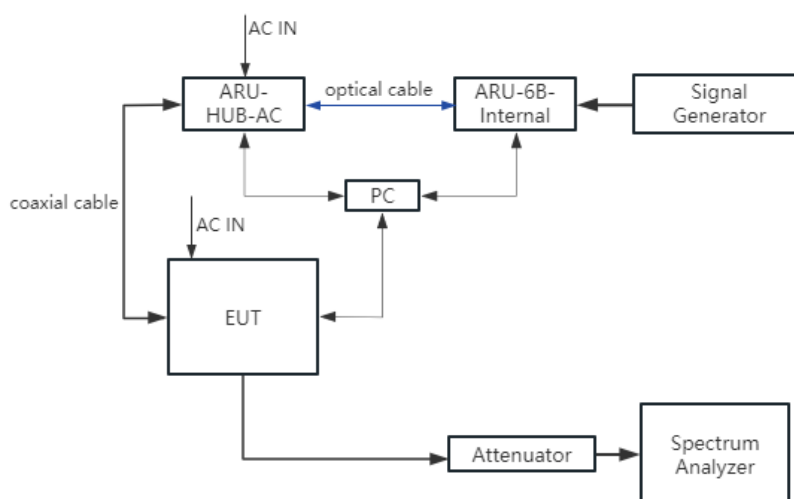 AC IN
ARU-
HUB-AC
optical cable
ARU-6B-
Internal
Signal
Generator
PC
coaxial cable
AC IN
EUT
Attenuator
Spectrum
Analyzer